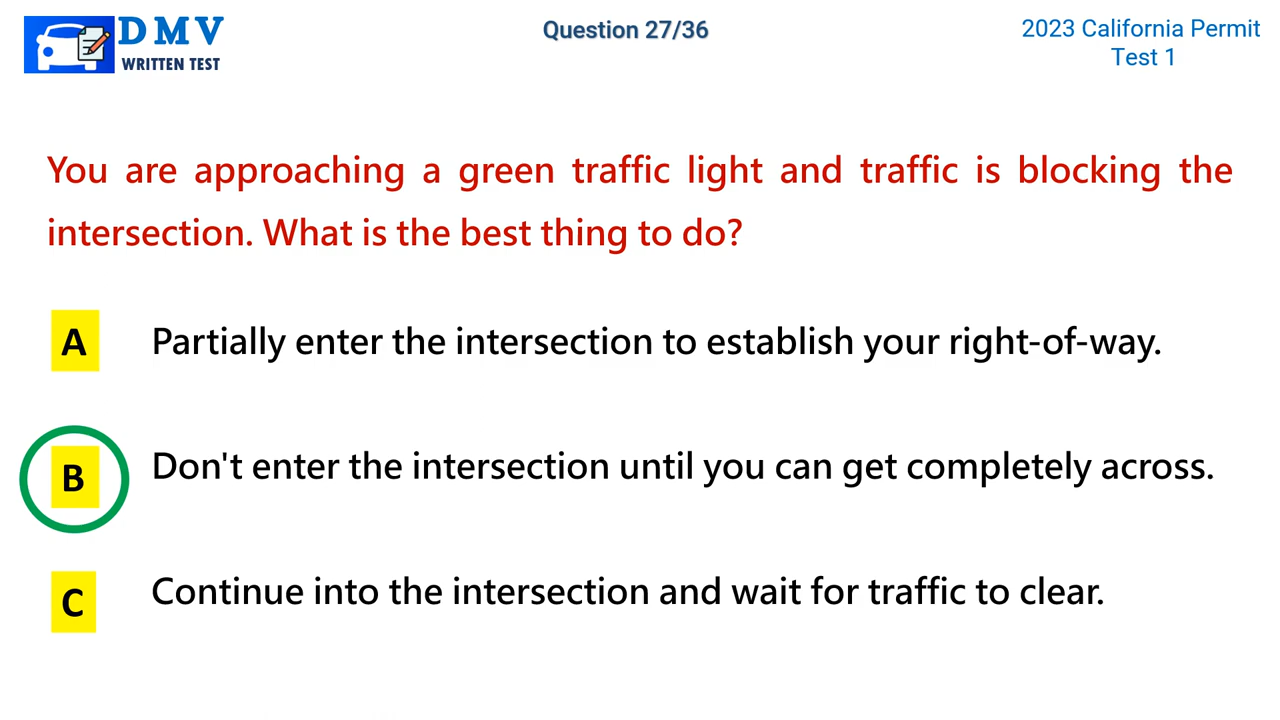 DMV
WRITTEN TEST
Question 27/36
2023 California Permit
Test 1
You are approaching a green traffic light and traffic is blocking the
intersection. What is the best thing to do?
A Partially enter the intersection to establish your right-of-way.
B Don't enter the intersection until you can get completely across.
C Continue into the intersection and wait for traffic to clear.